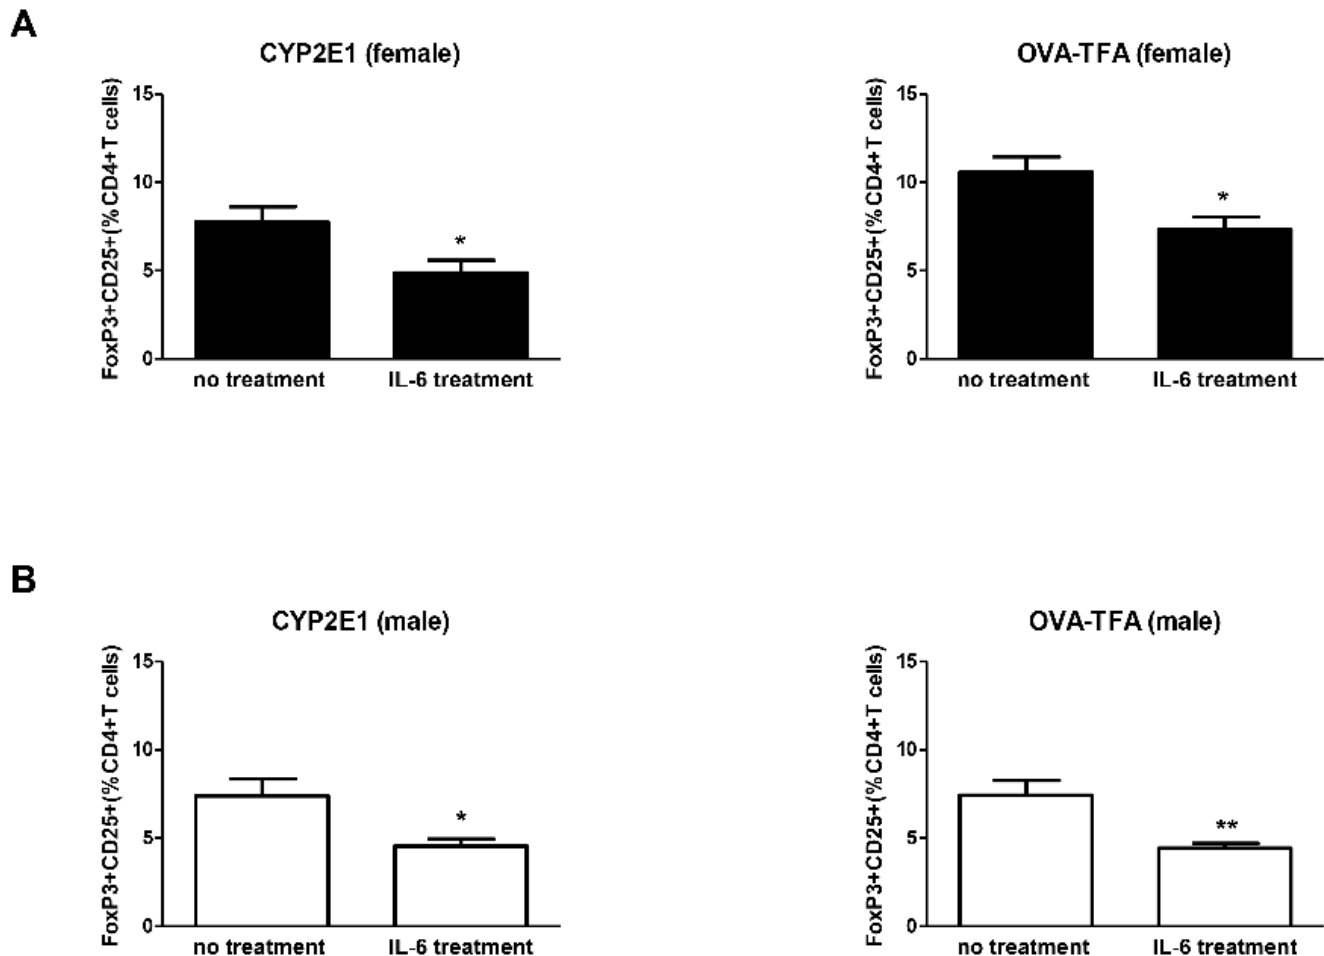 A
CYP2E1 (female)
FoxP3+CD25+(%CD4+T cells)
15
10
5
0
*
no treatment
IL-6 treatment
OVA-TFA (female)
FoxP3+CD25+(%CD4+T cells)
15
10
5
0
*
no treatment
IL-6 treatment
B
CYP2E1 (male)
FoxP3+CD25+(%CD4+T cells)
15
10
5
0
*
no treatment
IL-6 treatment
OVA-TFA (male)
FoxP3+CD25+(%CD4+T cells)
15
10
5
0
**
no treatment
IL-6 treatment